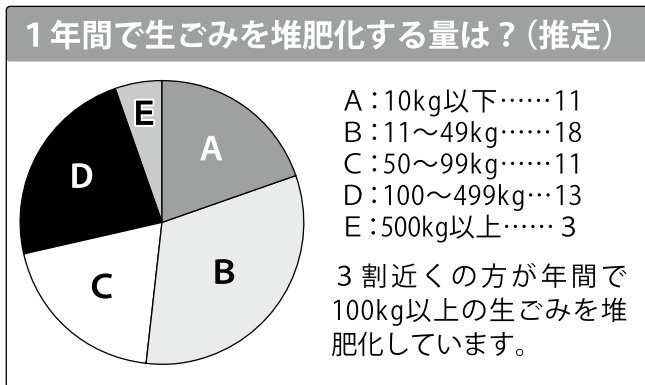 1年間で生ごみを堆肥化する量は？（推定）
A：10kg以下……11
B：11～49kg……18
C：50～99kg……11
D：100～499kg…13
E：500kg以上……３
３割近くの方が年間で
100kg以上の生ごみを堆
肥化しています。
E
A
D
B
C